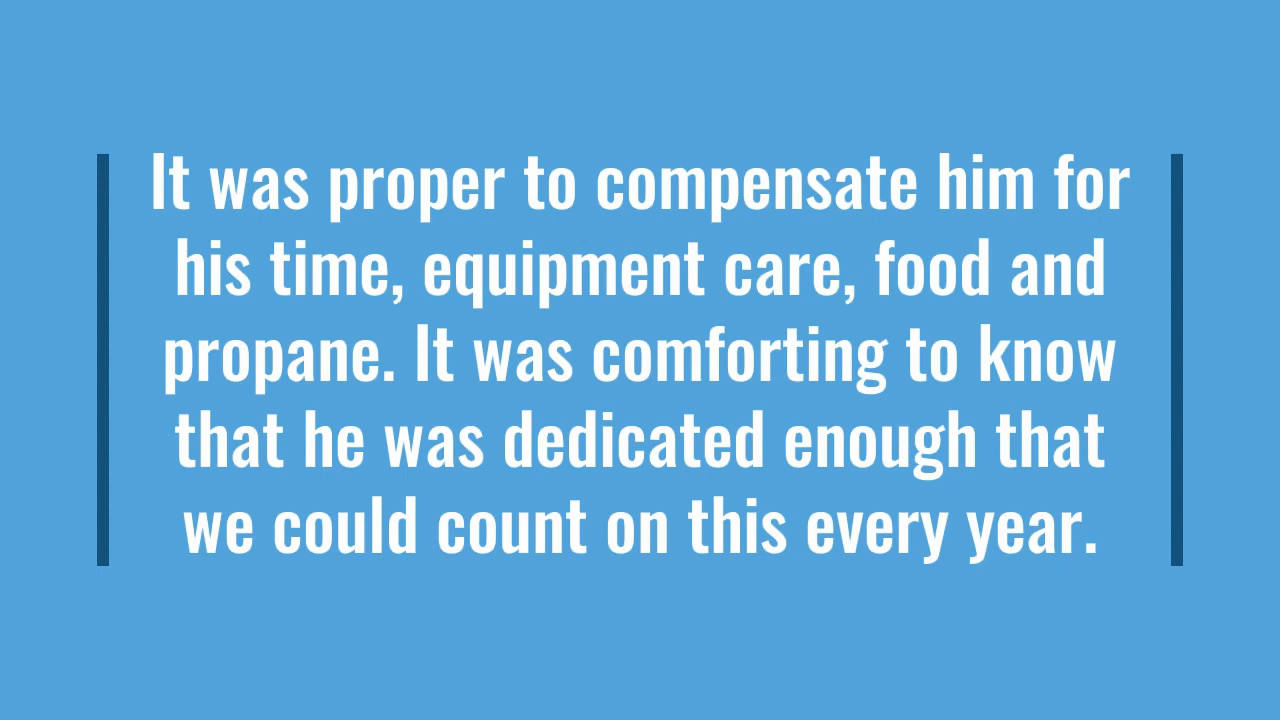 It was proper to compensate him for
his time, equipment care, food and
propane. It was comforting to know
that he was dedicated enough that
we could count on this every year.